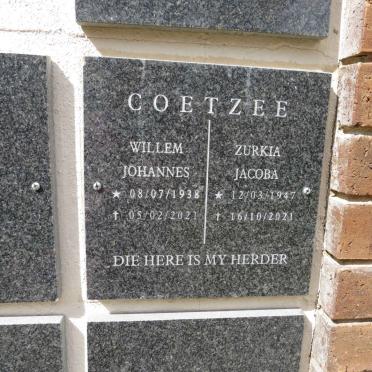 COETZEE
WILLEM
JOHANNES
★ 08/07/1938
† 05/02/2021
ZURKIA
JACOBA
★ 12/03/1947
† 16/10/2021
DIE HERE IS MY HERDER